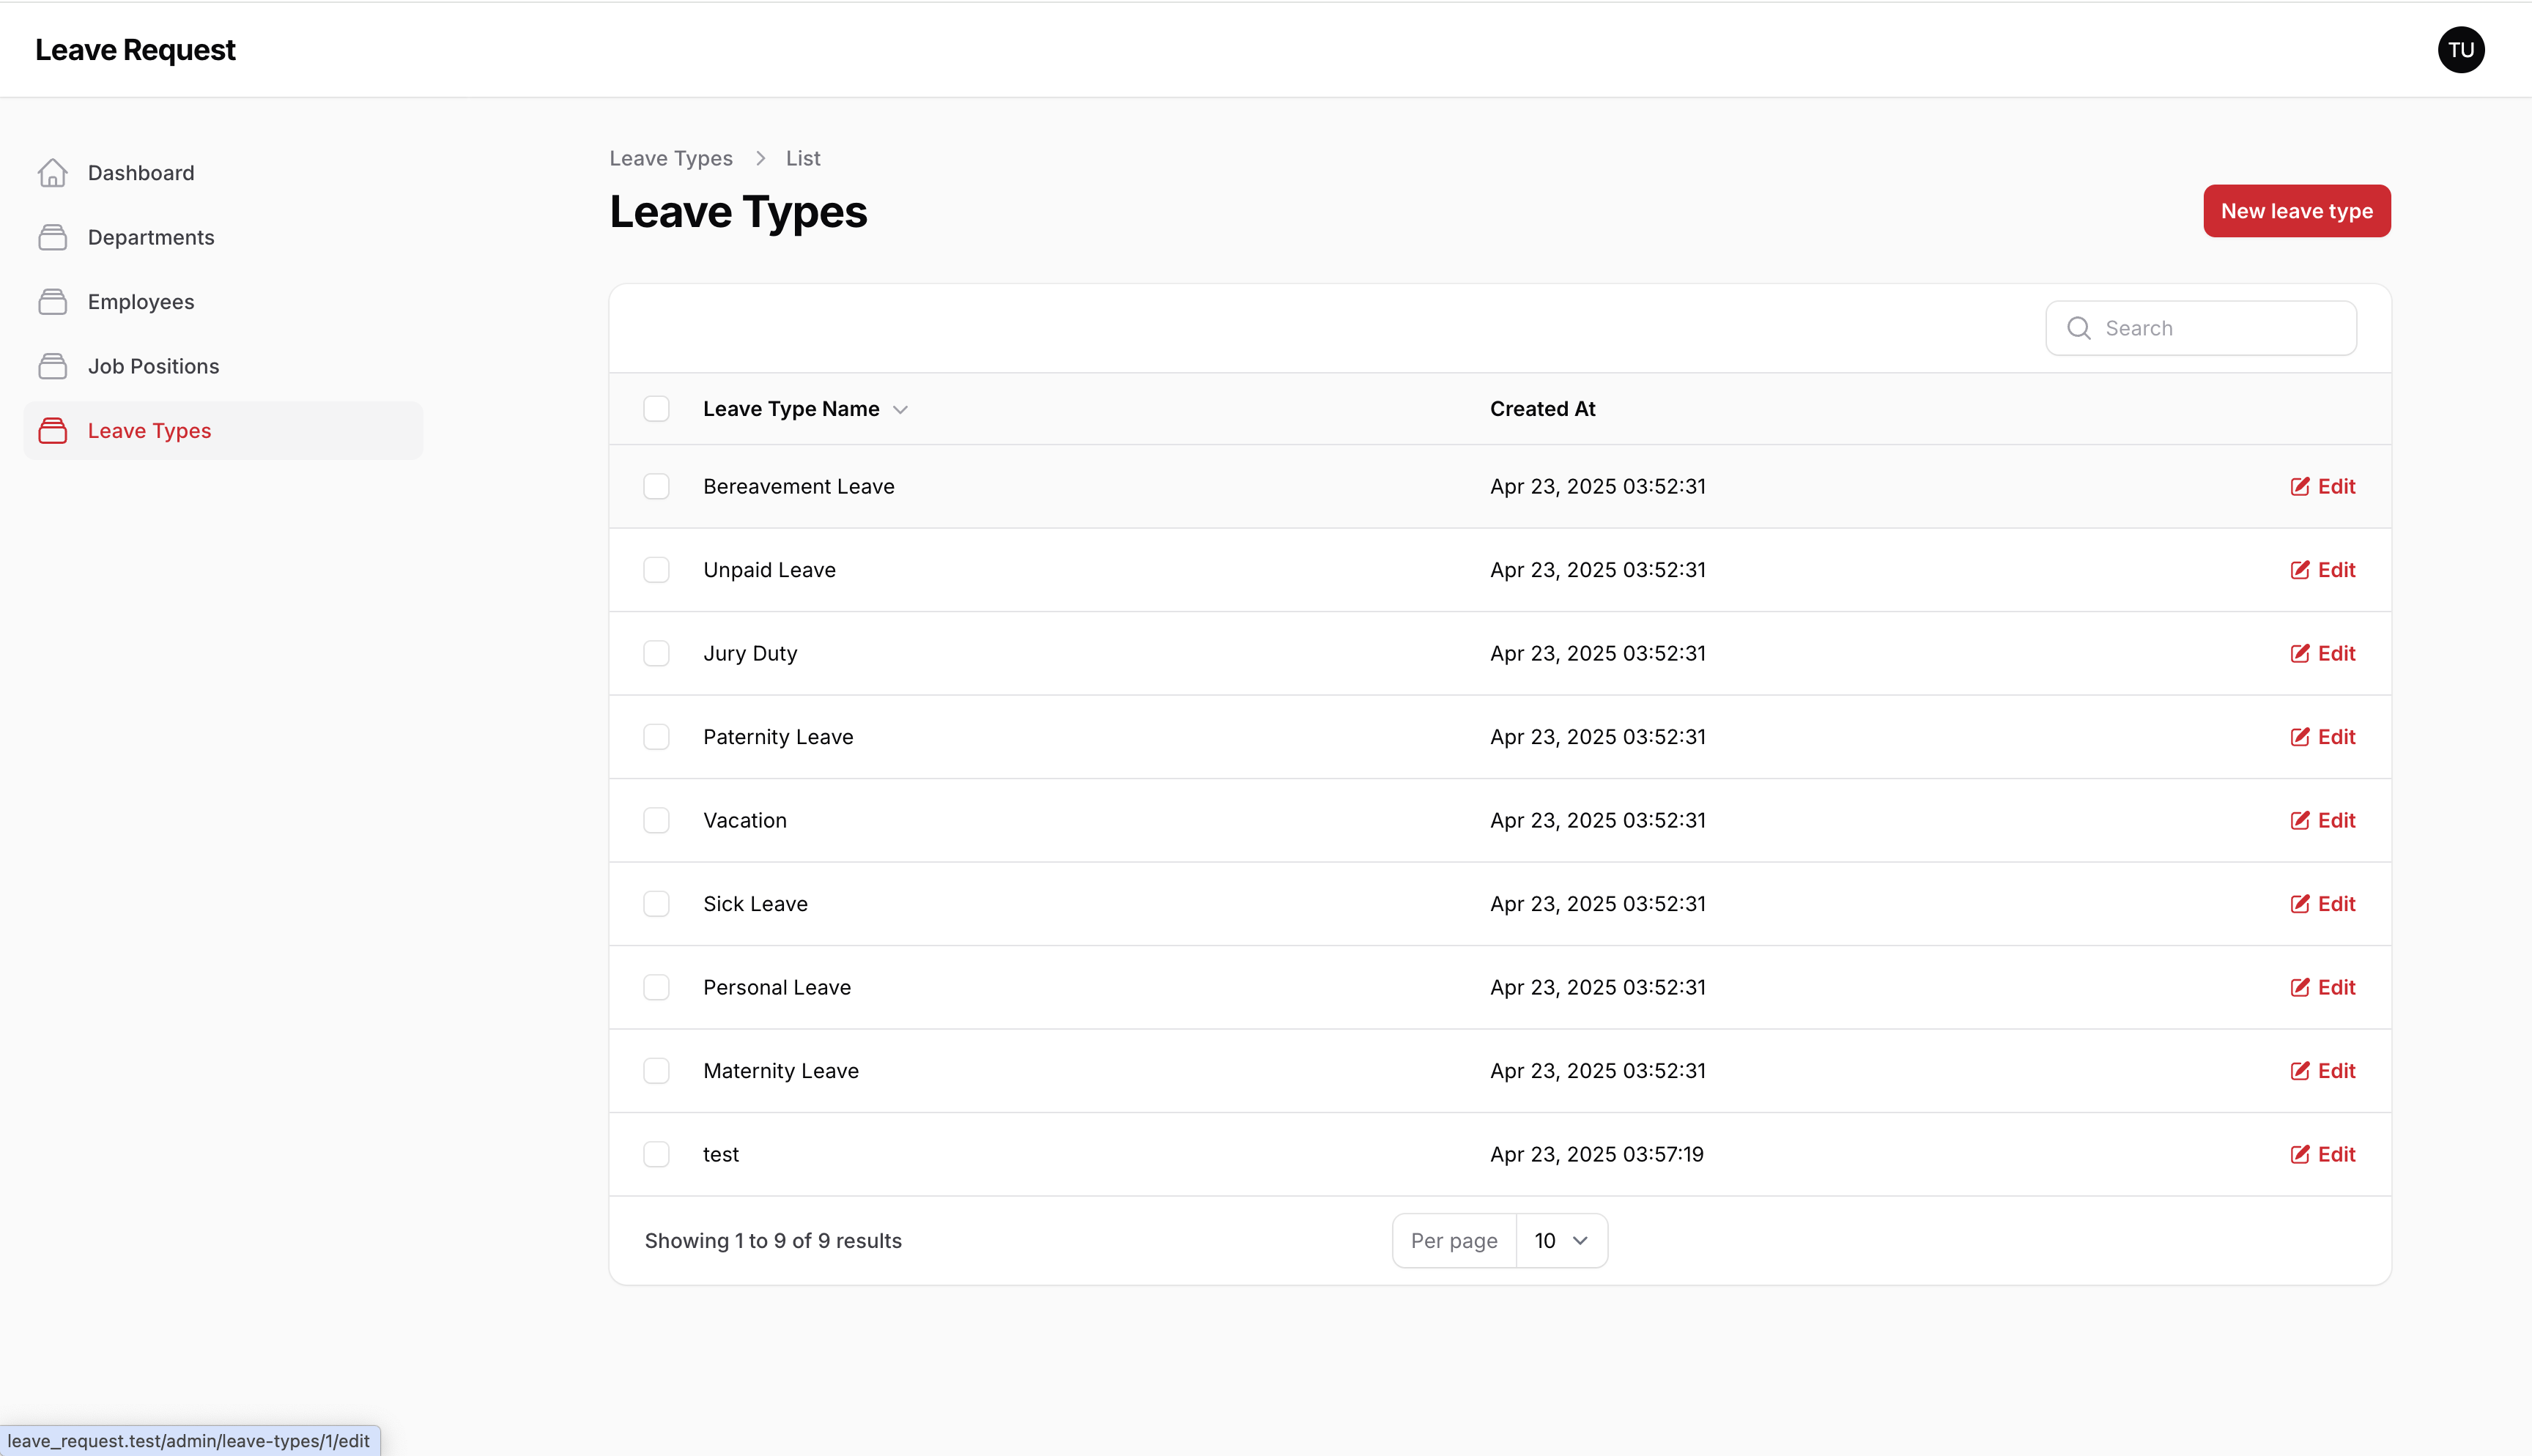 Leave Request
TU
Dashboard
Departments
Employees
Job Positions
Leave Types
Leave Types > List
Leave Types
New leave type
Search
Leave Type Name Created At
Bereavement Leave Apr 23, 2025 03:52:31 Edit
Unpaid Leave Apr 23, 2025 03:52:31 Edit
Jury Duty Apr 23, 2025 03:52:31 Edit
Paternity Leave Apr 23, 2025 03:52:31 Edit
Vacation Apr 23, 2025 03:52:31 Edit
Sick Leave Apr 23, 2025 03:52:31 Edit
Personal Leave Apr 23, 2025 03:52:31 Edit
Maternity Leave Apr 23, 2025 03:52:31 Edit
test Apr 23, 2025 03:57:19 Edit
Showing 1 to 9 of 9 results Per page 10
leave_request.test/admin/leave-types/1/edit